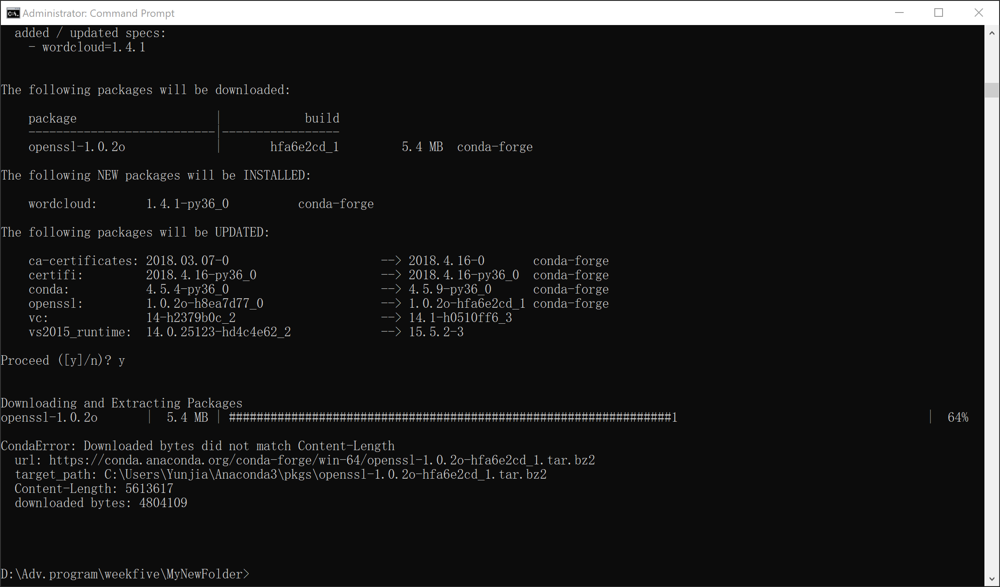 Administrator: Command Prompt
added / updated specs:
- wordcloud=1.4.1
The following packages will be downloaded:
package | build
---------------------------|-----------------
openssl-1.0.2o | hfa6e2cd_1 5.4 MB conda-forge
The following NEW packages will be INSTALLED:
wordcloud: 1.4.1-py36_0 conda-forge
The following packages will be UPDATED:
ca-certificates: 2018.03.07-0 --> 2018.4.16-0 conda-forge
certifi: 2018.4.16-py36_0 --> 2018.4.16-py36_0 conda-forge
conda: 4.5.4-py36_0 --> 4.5.9-py36_0 conda-forge
openssl: 1.0.2o-h8ea7d77_0 --> 1.0.2o-hfa6e2cd_1 conda-forge
vc: 14-h2379b0c_2 --> 14.1-h0510ff6_3
vs2015_runtime: 14.0.25123-hd4c4e62_2 --> 15.5.2-3
Proceed ([y]/n)? y
Downloading and Extracting Packages
openssl-1.0.2o | 5.4 MB | ################################################################1 | 64%
CondaError: Downloaded bytes did not match Content-Length
url: https://conda.anaconda.org/conda-forge/win-64/openssl-1.0.2o-hfa6e2cd_1.tar.bz2
target_path: C:\Users\Yunjia\Anaconda3\pkgs\openssl-1.0.2o-hfa6e2cd_1.tar.bz2
Content-Length: 5613617
downloaded bytes: 4804109
D:\Adv.program\weekfive\MyNewFolder>